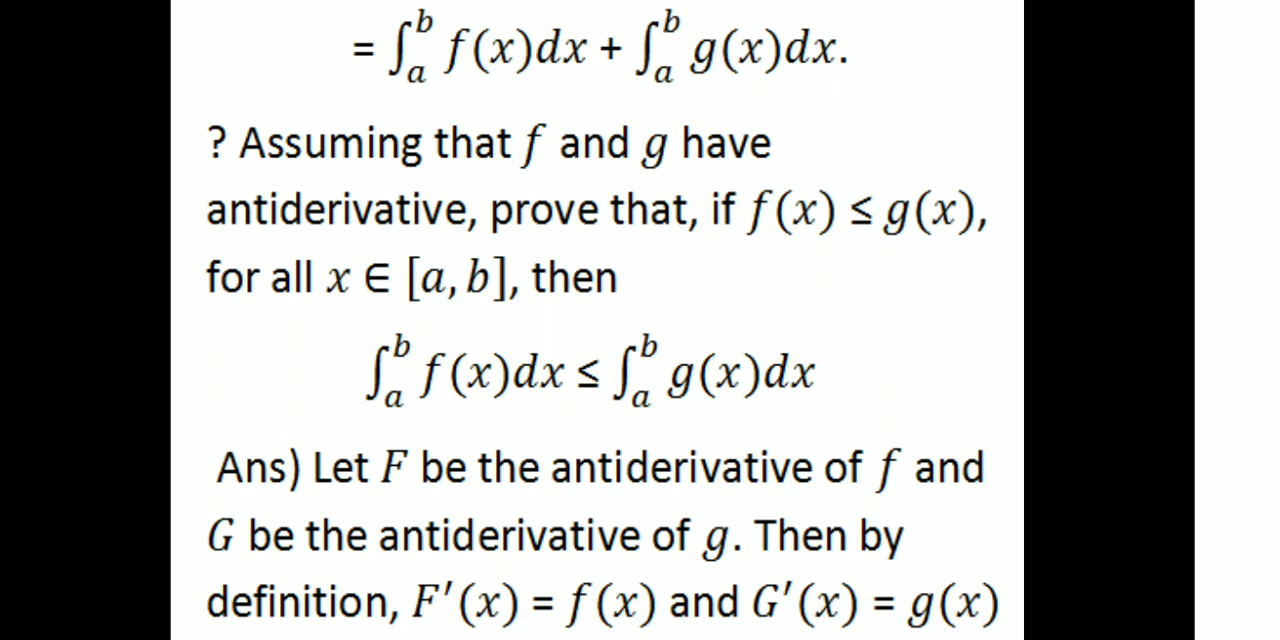 = ∫ₐᵇ f(x)dx + ∫ₐᵇ g(x)dx.
? Assuming that f and g have
antiderivative, prove that, if f(x) ≤ g(x),
for all x ∈ [a, b], then
∫ₐᵇ f(x)dx ≤ ∫ₐᵇ g(x)dx
Ans) Let F be the antiderivative of f and
G be the antiderivative of g. Then by
definition, F′(x) = f(x) and G′(x) = g(x)